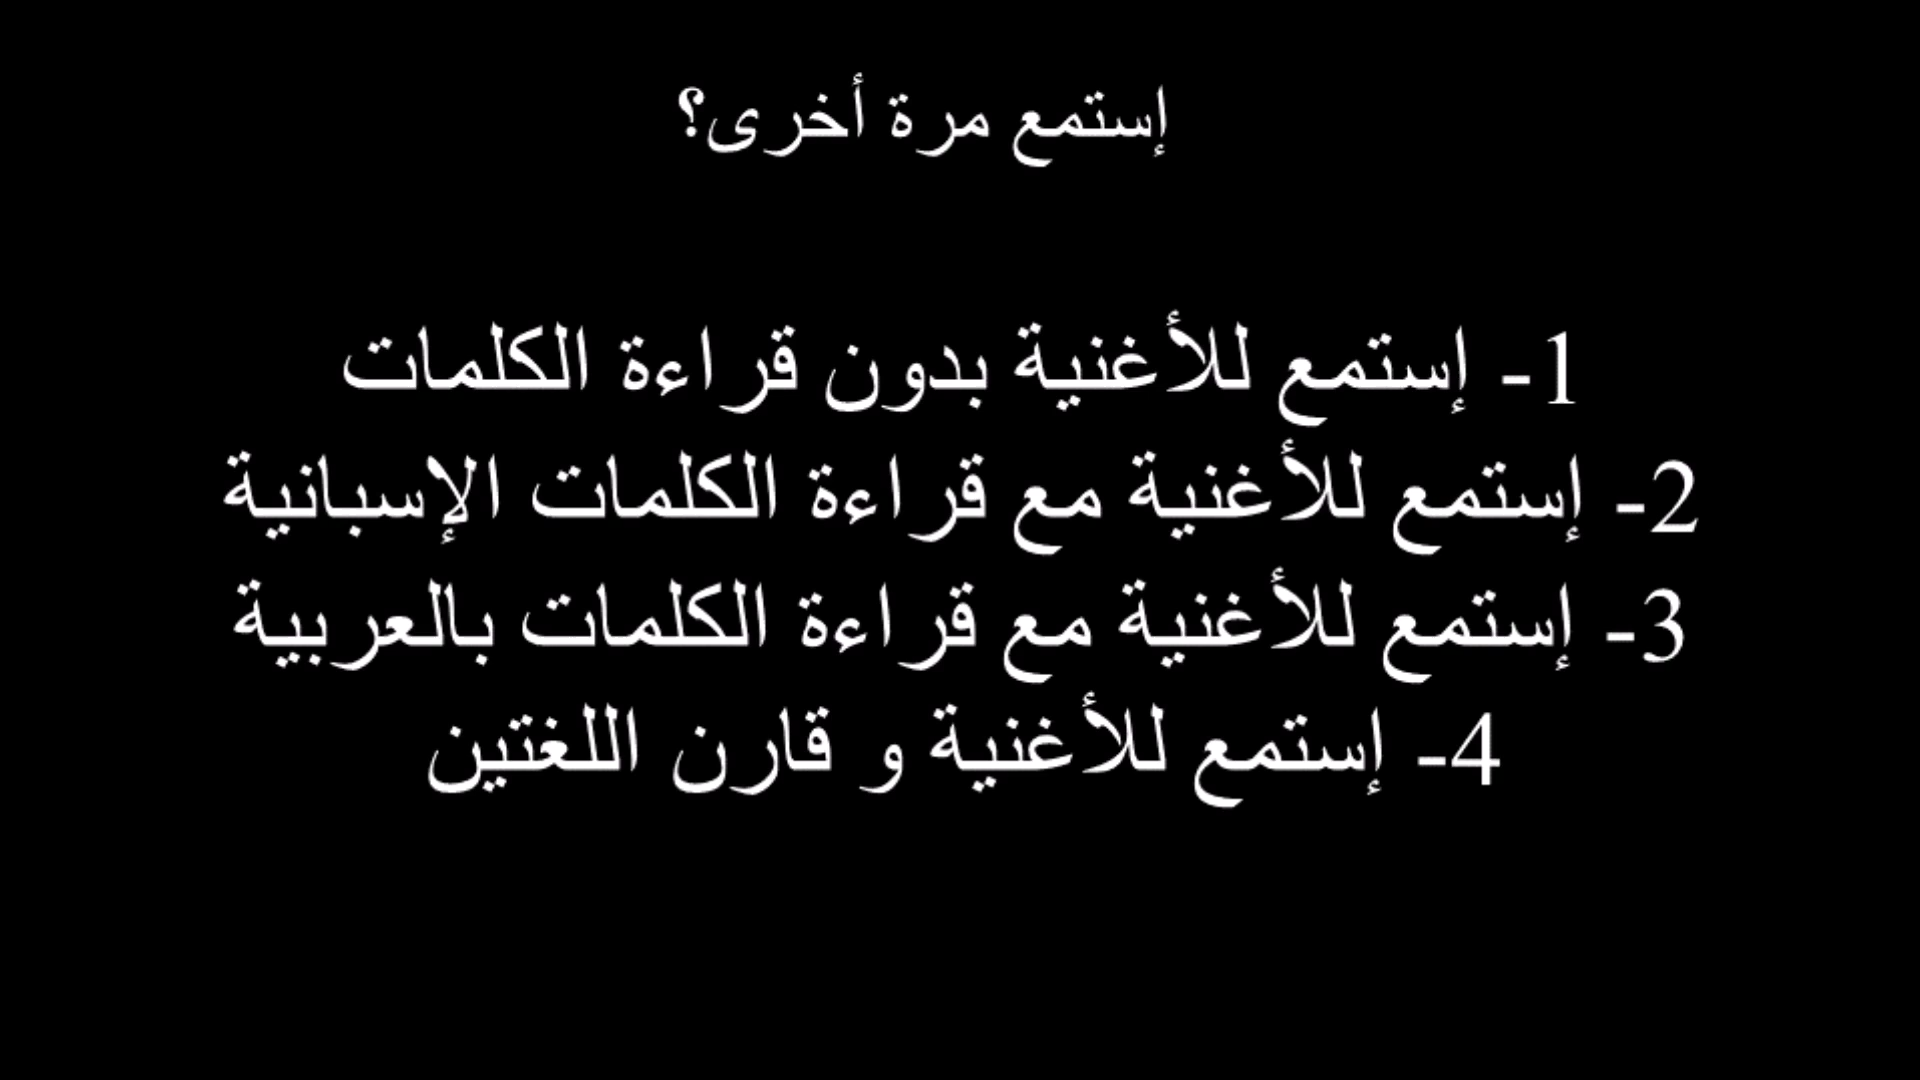 إستمع مرة أخرى؟
1- إستمع للأغنية بدون قراءة الكلمات
2- إستمع للأغنية مع قراءة الكلمات الإسبانية
3- إستمع للأغنية مع قراءة الكلمات بالعربية
4- إستمع للأغنية و قارن اللغتين